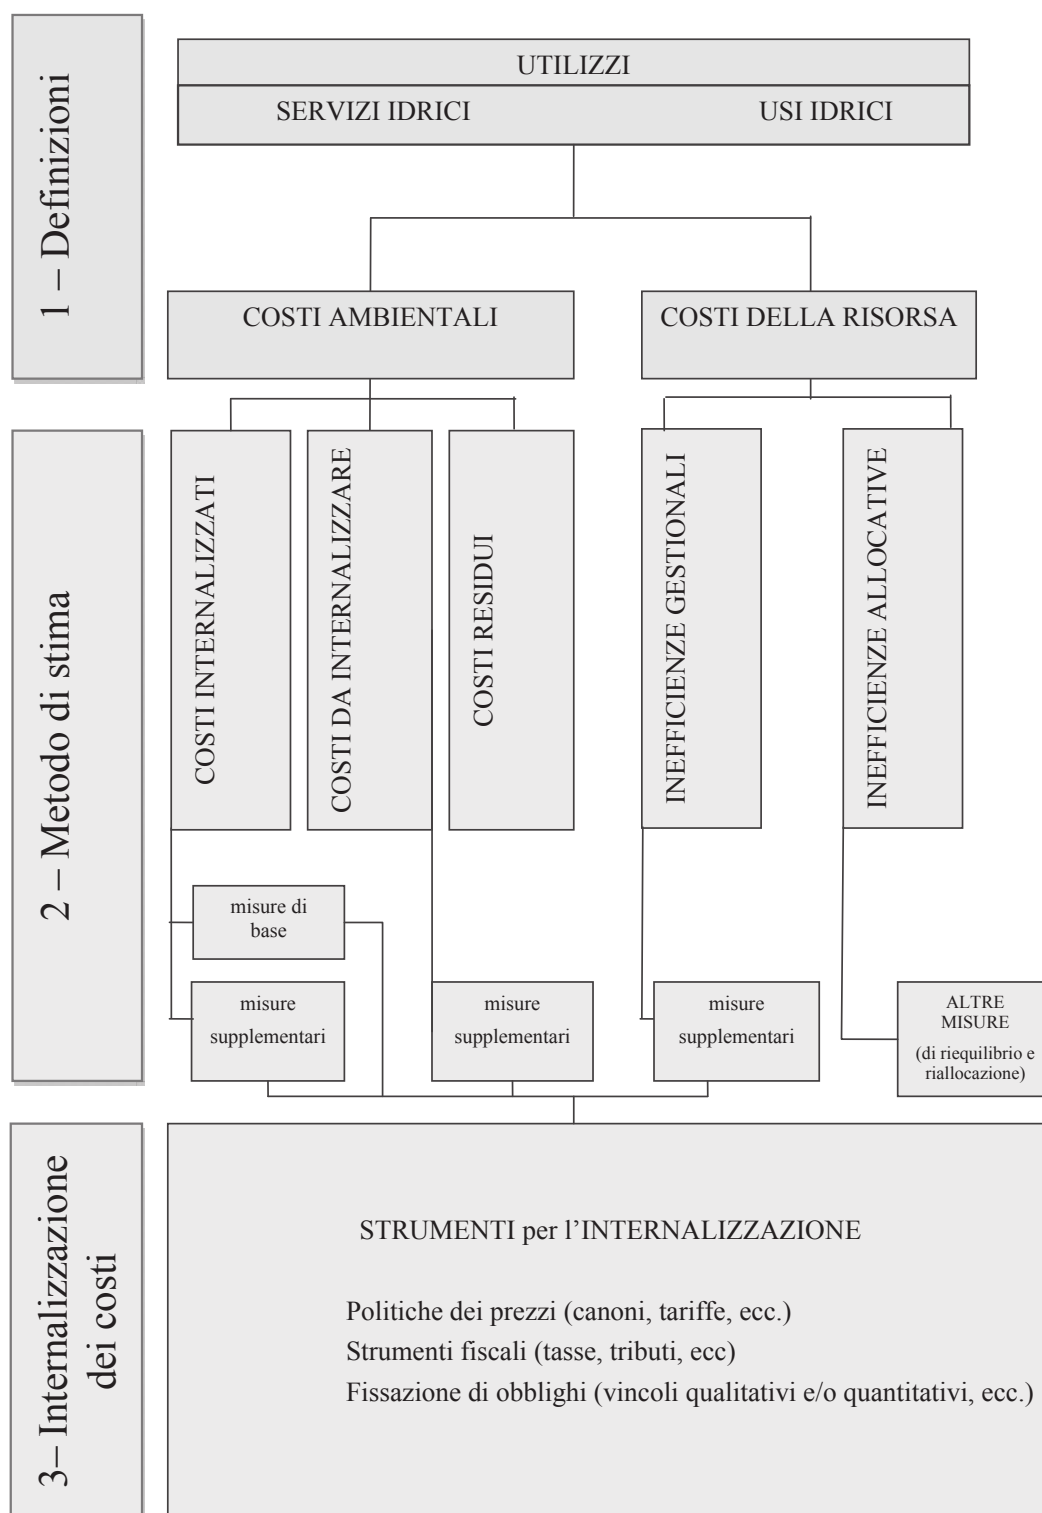 1 – Definizioni
UTILIZZI
SERVIZI IDRICI USI IDRICI
COSTI AMBIENTALI
COSTI DELLA RISORSA
2 – Metodo di stima
COSTI INTERNALIZZATI
COSTI DA INTERNALIZZARE
COSTI RESIDUI
INEFFICIENZE GESTIONALI
INEFFICIENZE ALLOCATIVE
misure di
base
misure
supplementari
misure
supplementari
misure
supplementari
ALTRE
MISURE
(di riequilibrio e
riallocazione)
3– Internalizzazione
dei costi
STRUMENTI per l’INTERNALIZZAZIONE
Politiche dei prezzi (canoni, tariffe, ecc.)
Strumenti fiscali (tasse, tributi, ecc)
Fissazione di obblighi (vincoli qualitativi e/o quantitativi, ecc.)